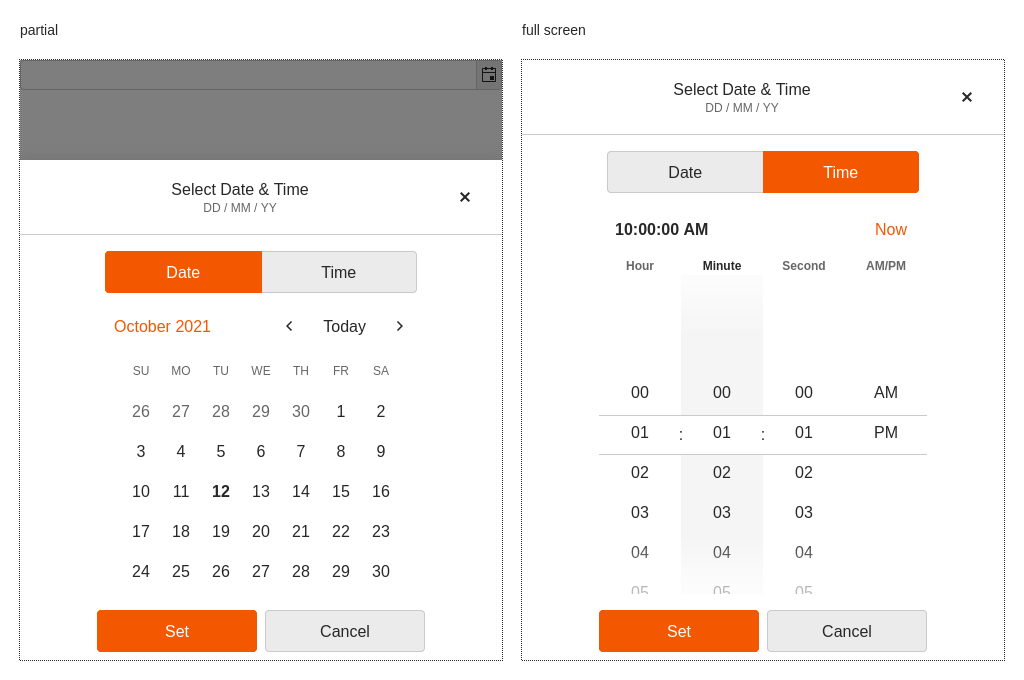 partial
Select Date & Time
DD / MM / YY
Date Time
October 2021 Today
SU MO TU WE TH FR SA
26 27 28 29 30 1 2
3 4 5 6 7 8 9
10 11 12 13 14 15 16
17 18 19 20 21 22 23
24 25 26 27 28 29 30
Set Cancel
full screen
Select Date & Time
DD / MM / YY
Date Time
10:00:00 AM Now
Hour Minute Second AM/PM
00 00 00 AM
01 : 01 : 01 PM
02 02 02
03 03 03
04 04 04
05 05 05
Set Cancel